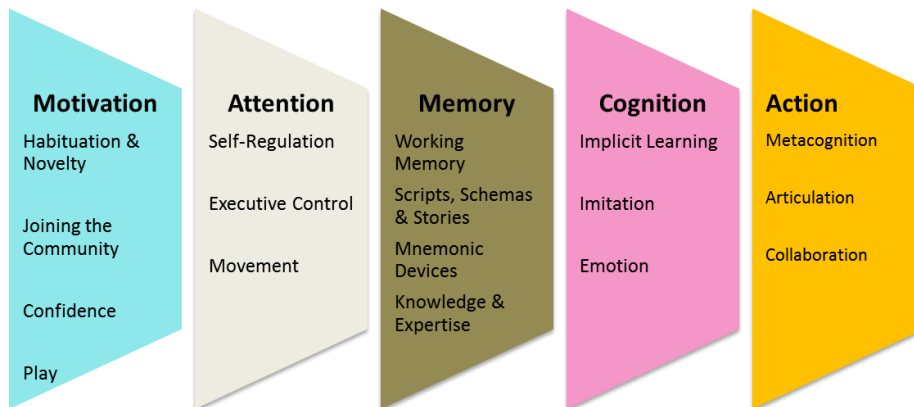 Motivation
Habituation &
Novelty
Joining the
Community
Confidence
Play
Attention
Self-Regulation
Executive Control
Movement
Memory
Working
Memory
Scripts, Schemas
& Stories
Mnemonic
Devices
Knowledge &
Expertise
Cognition
Implicit Learning
Imitation
Emotion
Action
Metacognition
Articulation
Collaboration